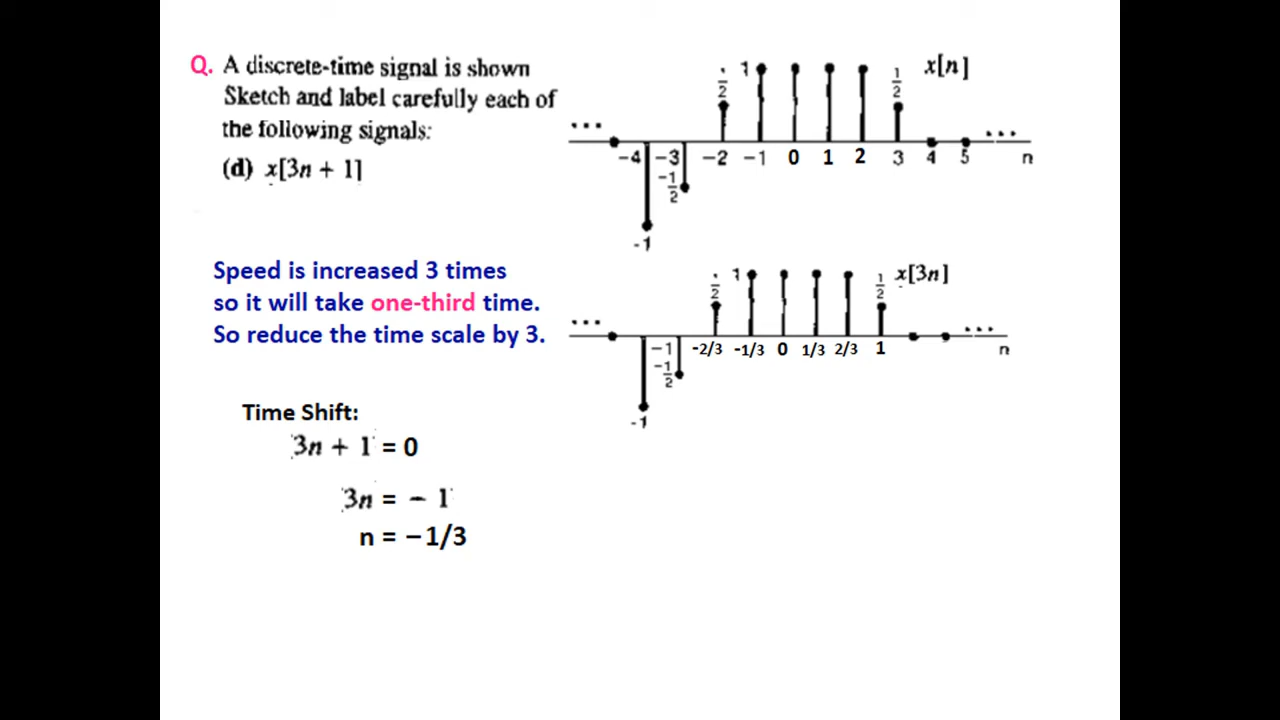 Q. A discrete-time signal is shown
Sketch and label carefully each of
the following signals:
(d) x[3n + 1]
1/2 1 1/2 x[n]
... ...
−4 −3 −2 −1 0 1 2 3 4 5 n
−1/2
-1
Speed is increased 3 times
so it will take one-third time.
So reduce the time scale by 3.
1/2 1 1/2 x[3n]
... ...
−1 -2/3 -1/3 0 1/3 2/3 1 n
−1/2
-1
Time Shift:
3n + 1 = 0
3n = − 1
n = −1/3